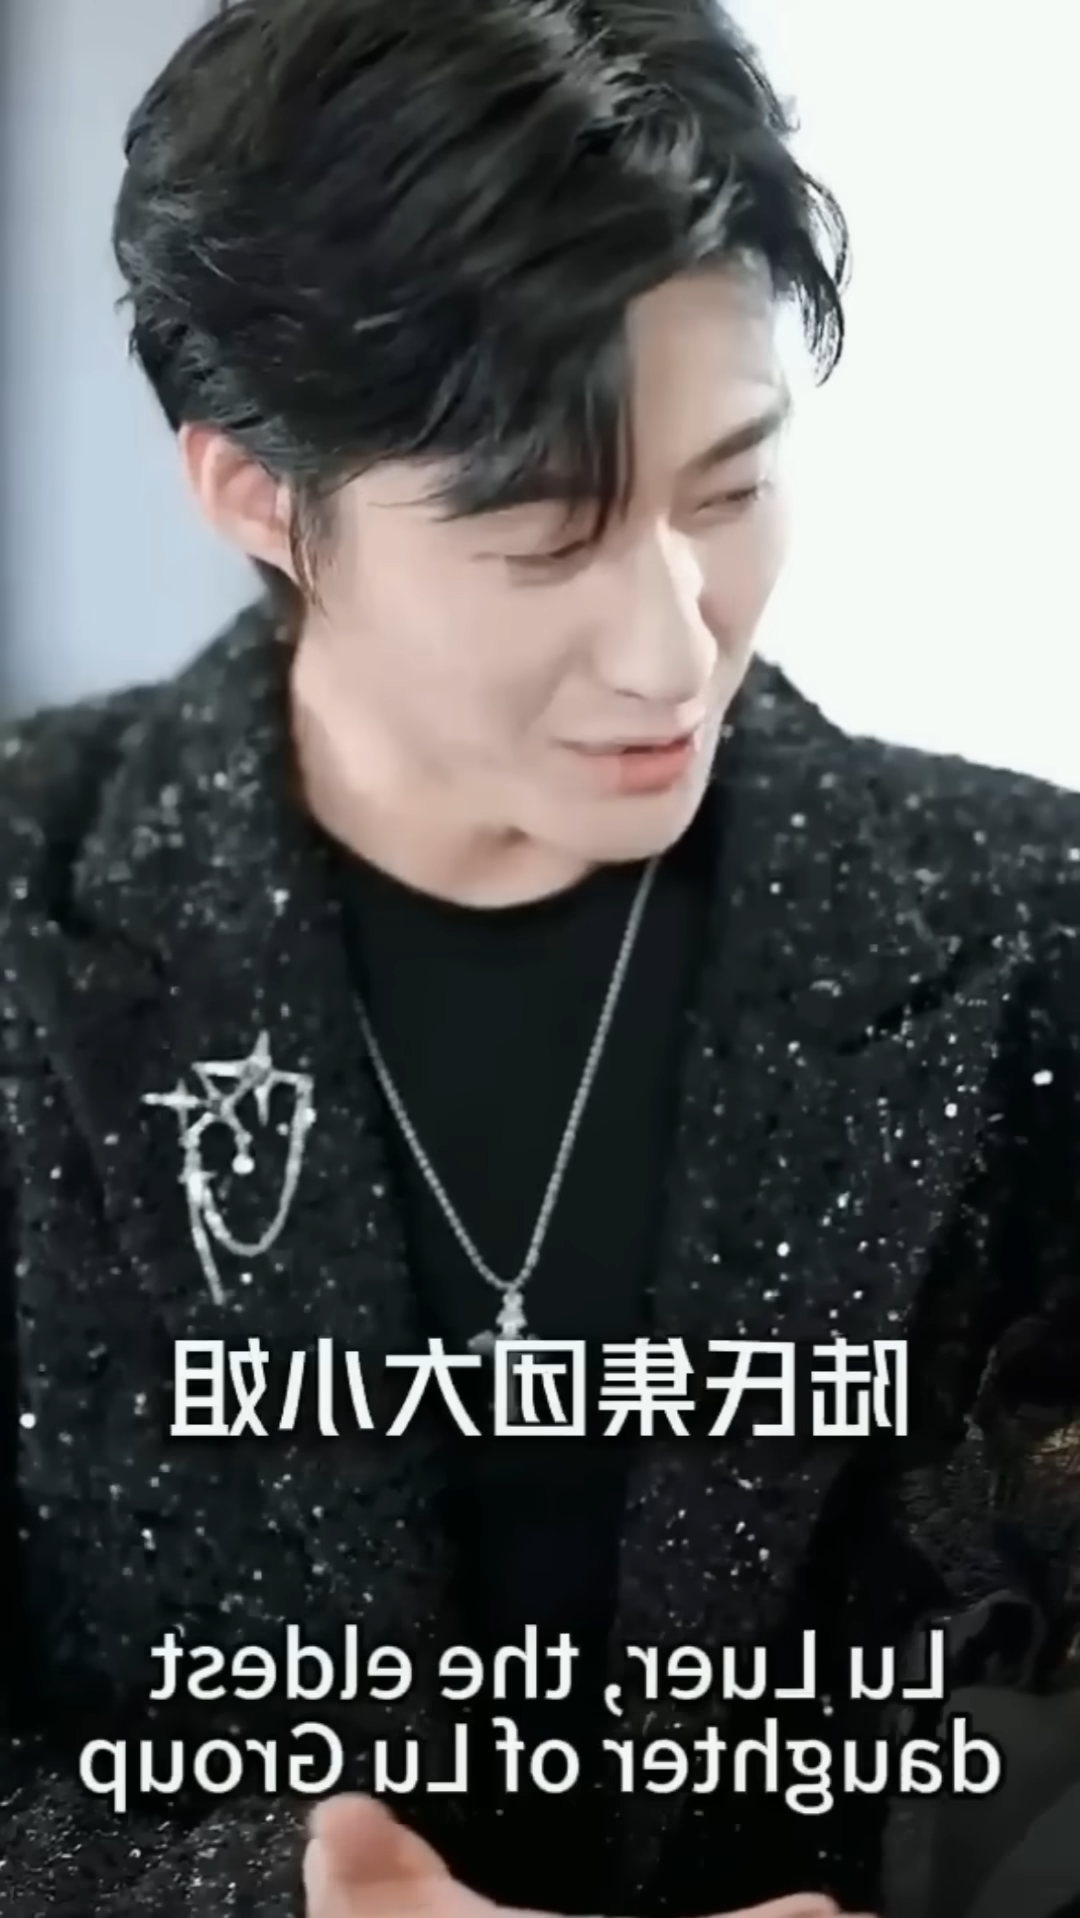 陆氏集团大小姐
Lu Luer, the eldest
daughter of Lu Group